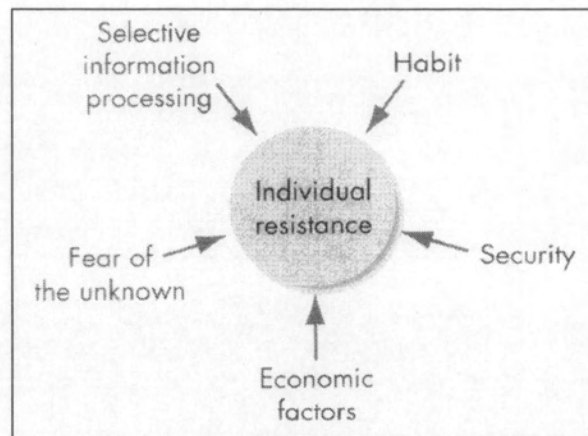 Selective
information
processing
Habit
Individual
resistance
Fear of
the unknown
Security
Economic
factors